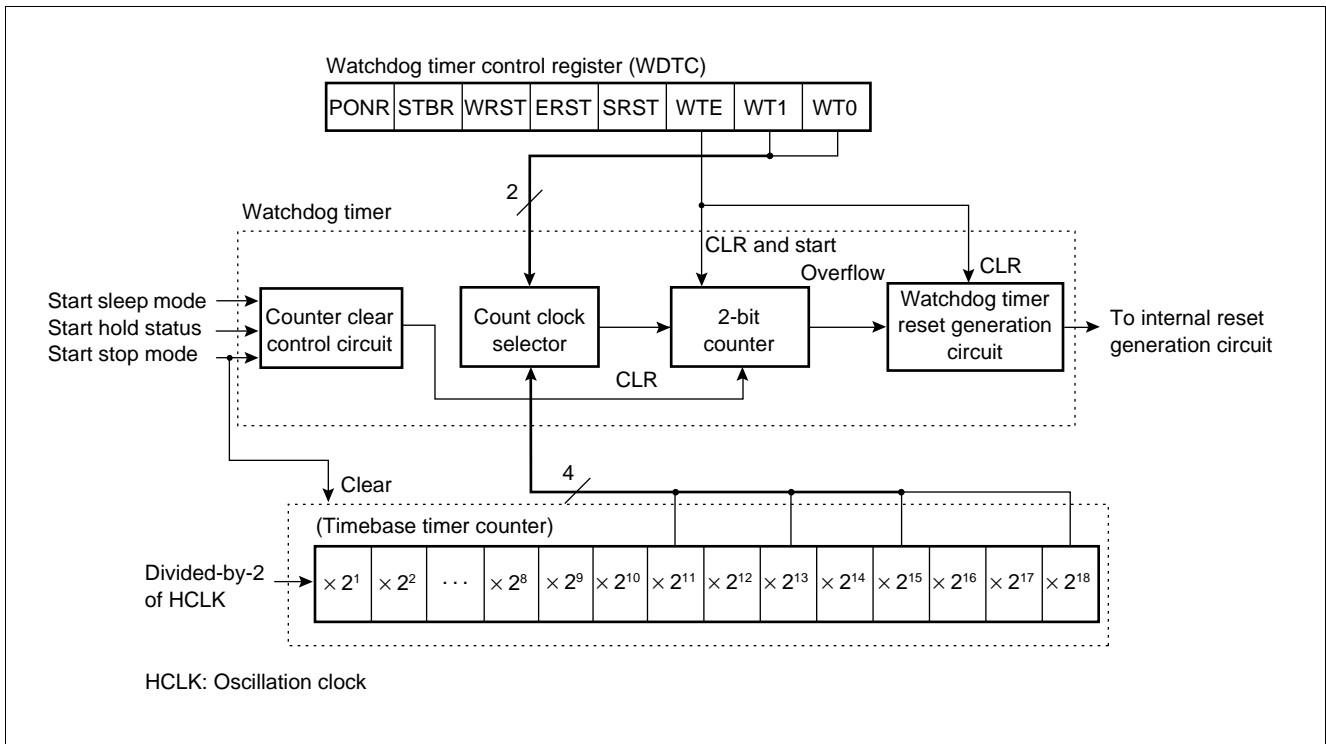 Watchdog timer control register (WDTC)
PONR STBR WRST ERST SRST WTE WT1 WT0
2
Watchdog timer
CLR and start
Overflow
CLR
Start sleep mode
Start hold status
Start stop mode
Counter clear
control circuit
Count clock
selector
2-bit
counter
Watchdog timer
reset generation
circuit
To internal reset
generation circuit
CLR
4
Clear
(Timebase timer counter)
Divided-by-2
of HCLK
× 2¹ × 2² · · · × 2⁸ × 2⁹ × 2¹⁰ × 2¹¹ × 2¹² × 2¹³ × 2¹⁴ × 2¹⁵ × 2¹⁶ × 2¹⁷ × 2¹⁸
HCLK: Oscillation clock